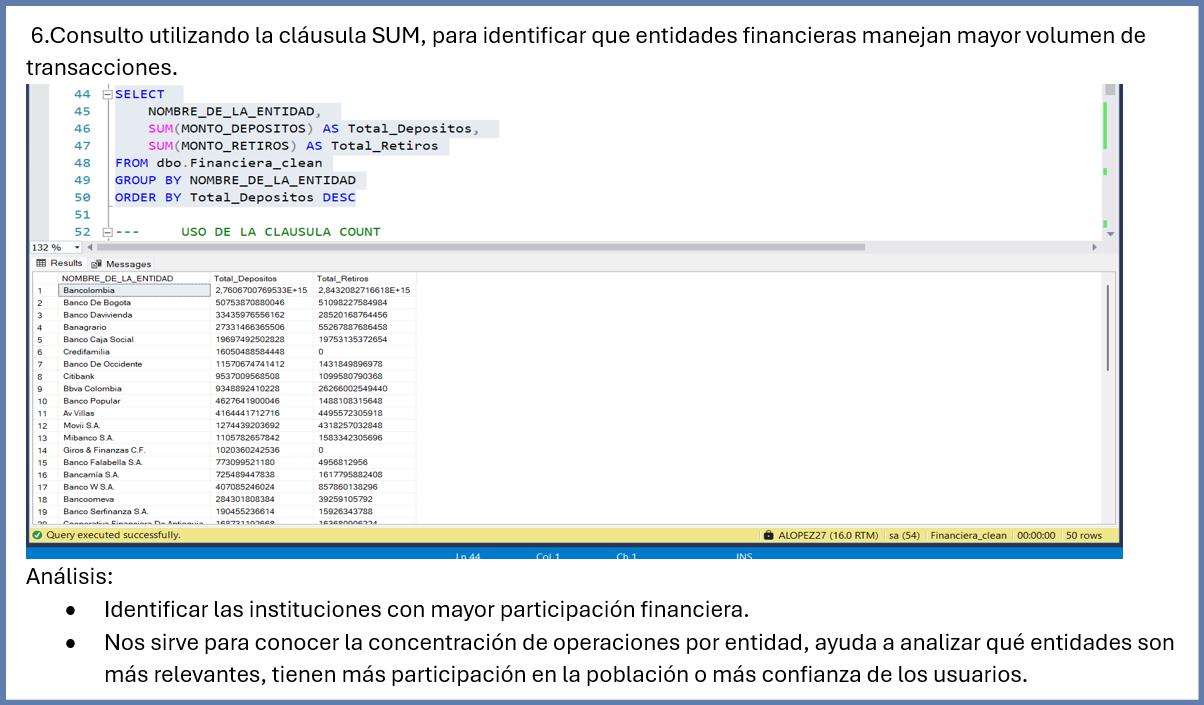 6.Consulto utilizando la cláusula SUM, para identificar que entidades financieras manejan mayor volumen de
transacciones.
44 SELECT
45 NOMBRE_DE_LA_ENTIDAD,
46 SUM(MONTO_DEPOSITOS) AS Total_Depositos,
47 SUM(MONTO_RETIROS) AS Total_Retiros
48 FROM dbo.Financiera_clean
49 GROUP BY NOMBRE_DE_LA_ENTIDAD
50 ORDER BY Total_Depositos DESC
51
52 --- USO DE LA CLAUSULA COUNT
132 %
Results Messages
NOMBRE_DE_LA_ENTIDAD Total_Depositos Total_Retiros
1 Bancolombia 2,7606700769533E+15 2,8432082716618E+15
2 Banco De Bogota 50753870880046 51098227584984
3 Banco Davivienda 33435976556162 28520168764456
4 Banagrario 27331466365506 55267887686458
5 Banco Caja Social 19697492502828 19753135372654
6 Credifamilia 16050488584448 0
7 Banco De Occidente 11570674741412 1431849896978
8 Citibank 9537009568508 1099580790368
9 Bbva Colombia 9348892410228 26266002549440
10 Banco Popular 4627641900046 1488108315648
11 Av Villas 4164441712716 4495572305918
12 Movii S.A. 1274439203692 4318257032848
13 Mibanco S.A. 1105782657842 1583342305696
14 Giros & Finanzas C.F. 1020360242536 0
15 Banco Falabella S.A. 773099521180 4956812956
16 Bancamía S.A. 725489447838 1617795882408
17 Banco W S.A. 407085246024 857860138296
18 Bancoomeva 284301808384 39259105792
19 Banco Serfinanza S.A. 190455236614 15926343788
20 Cooperativa Financiera De Antioquia 168731192668
Query executed successfully. ALOPEZ27 (16.0 RTM) sa (54) Financiera_clean 00:00:00 50 rows
Ln 44 Col 1 Ch 1 INS
Análisis:
● Identificar las instituciones con mayor participación financiera.
● Nos sirve para conocer la concentración de operaciones por entidad, ayuda a analizar qué entidades son
más relevantes, tienen más participación en la población o más confianza de los usuarios.